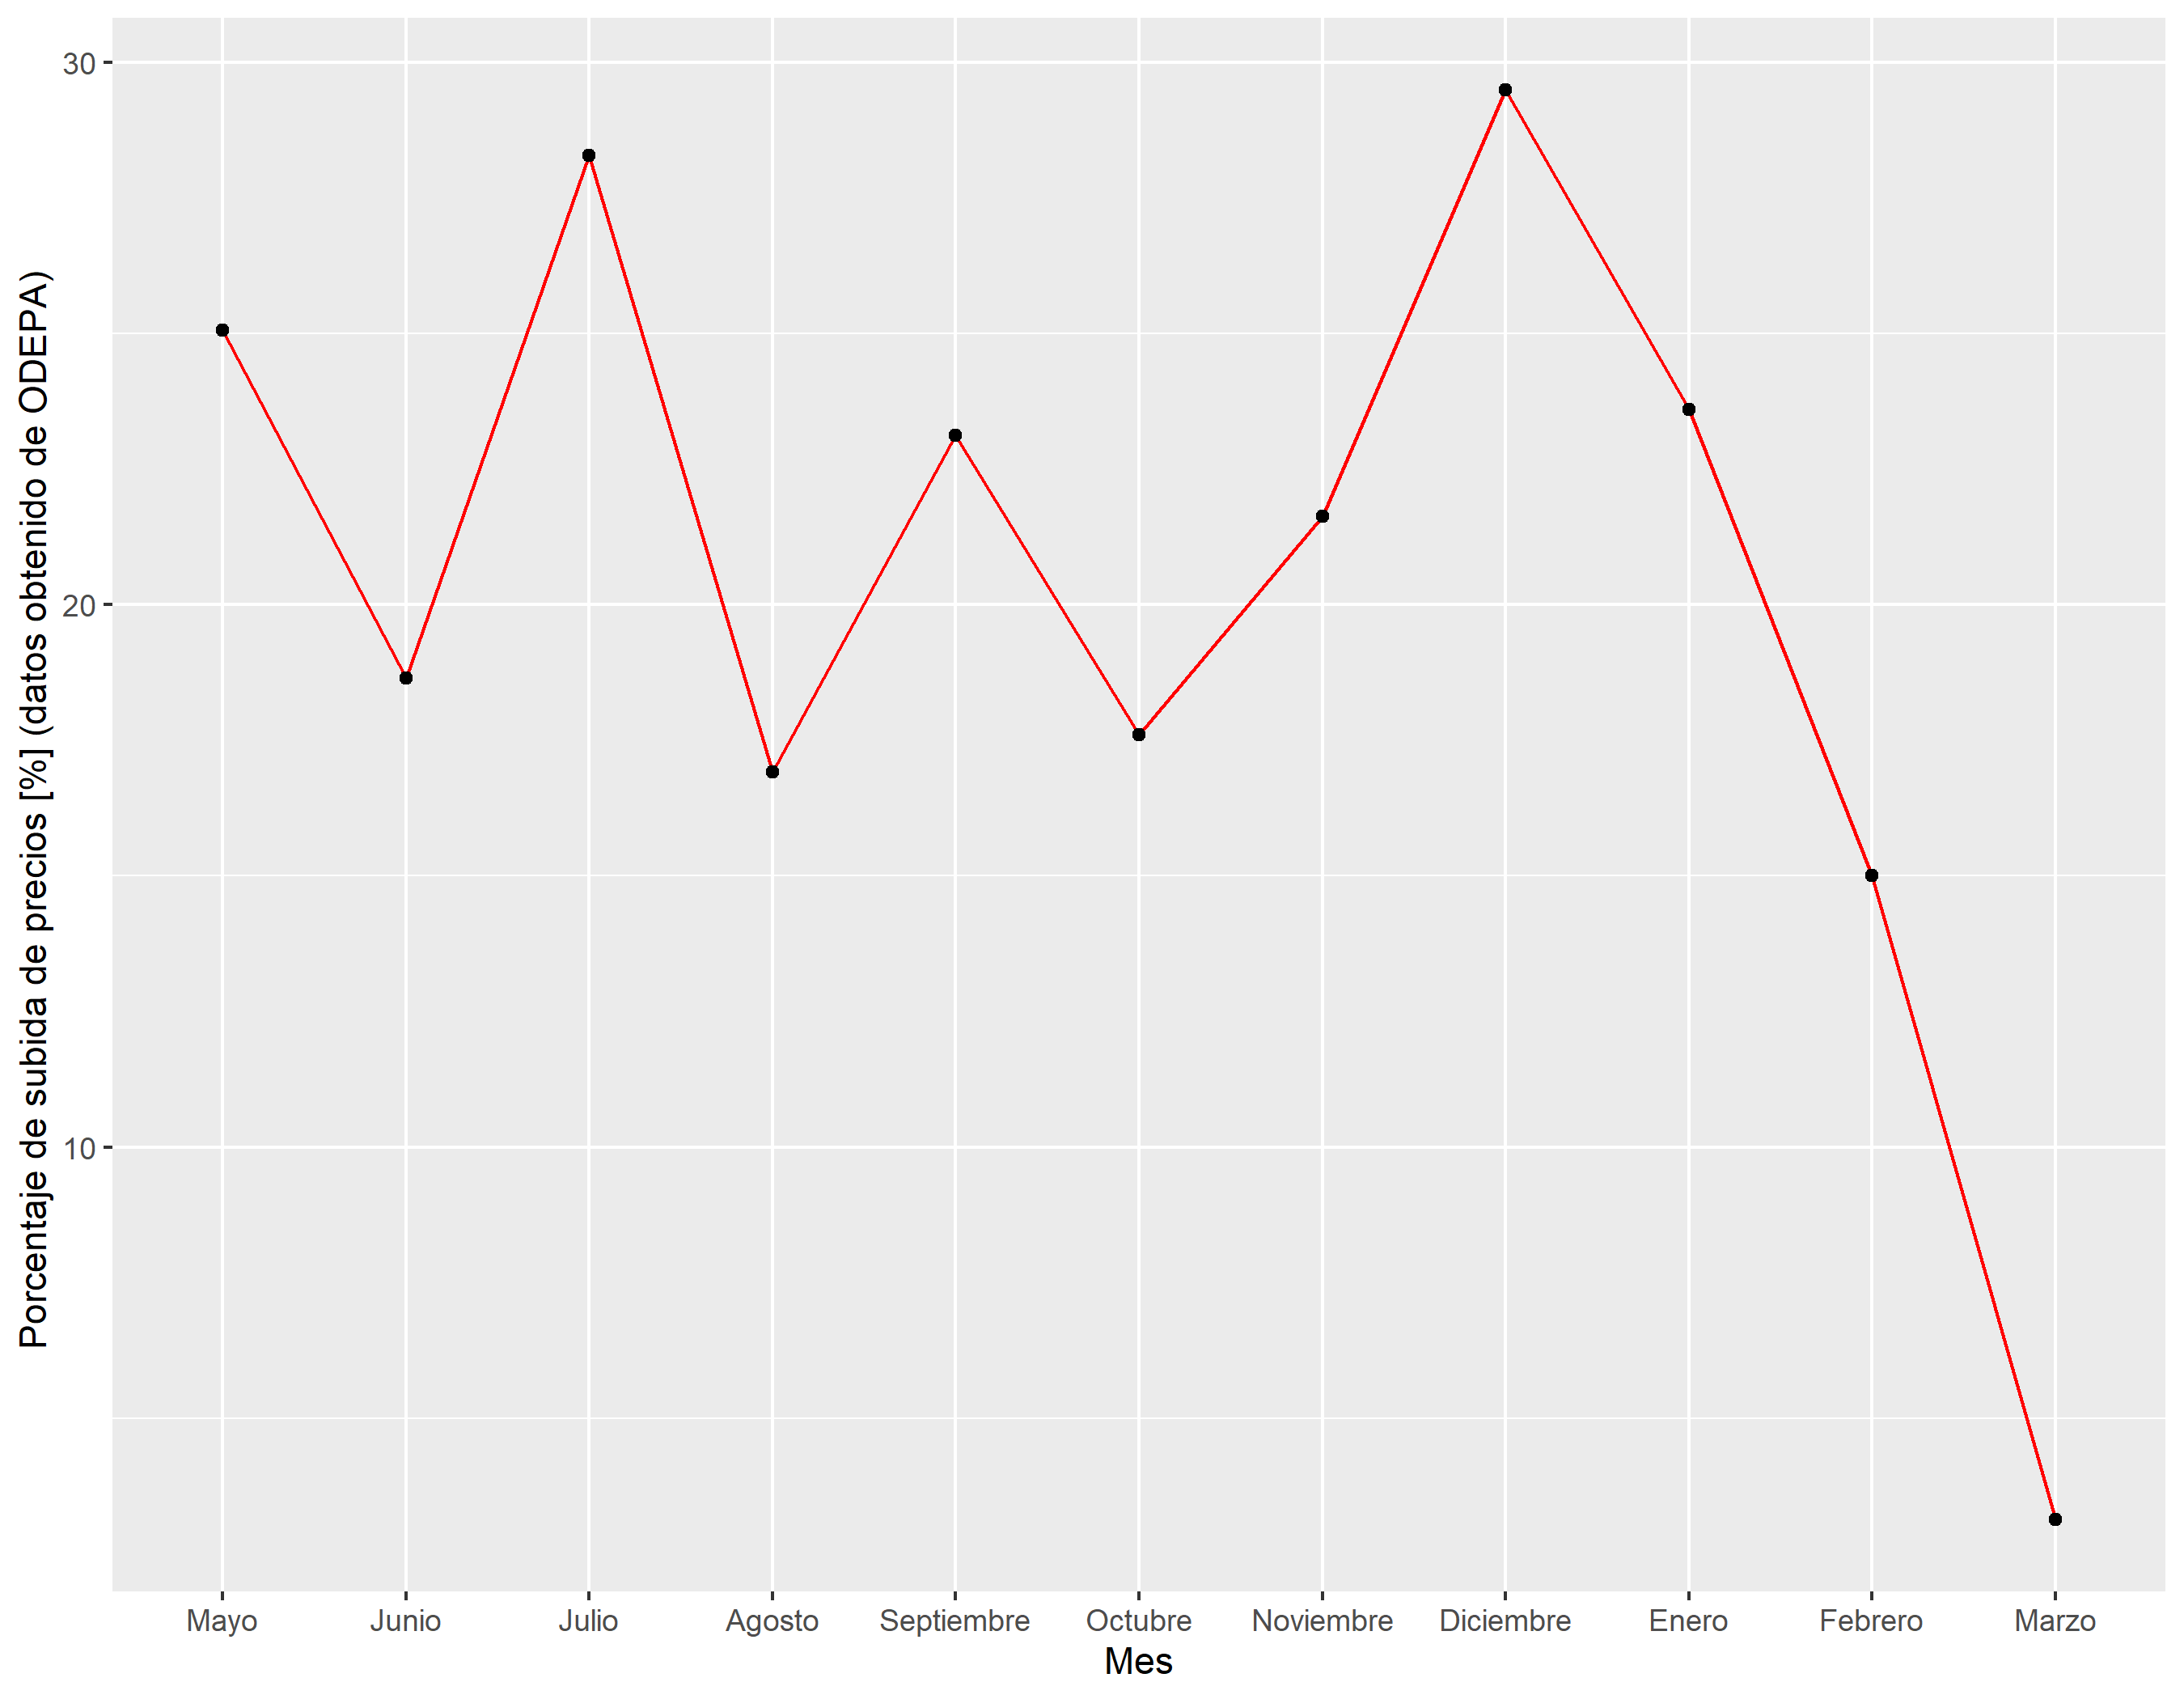 Porcentaje de subida de precios [%] (datos obtenido de ODEPA)
30
20
10
Mayo Junio Julio Agosto Septiembre Octubre Noviembre Diciembre Enero Febrero Marzo
Mes